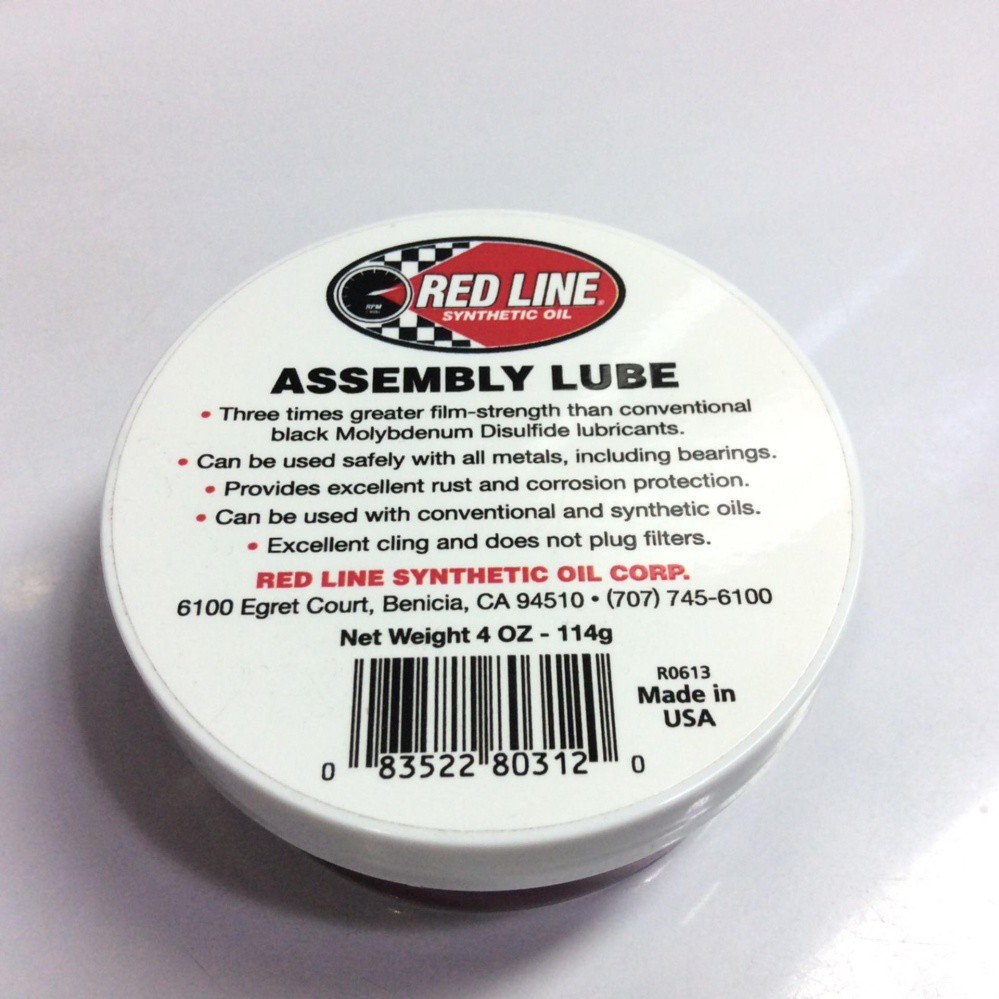 RPM
RED LINE®
SYNTHETIC OIL
ASSEMBLY LUBE
• Three times greater film-strength than conventional
black Molybdenum Disulfide lubricants.
• Can be used safely with all metals, including bearings.
• Provides excellent rust and corrosion protection.
• Can be used with conventional and synthetic oils.
• Excellent cling and does not plug filters.
RED LINE SYNTHETIC OIL CORP.
6100 Egret Court, Benicia, CA 94510 • (707) 745-6100
Net Weight 4 OZ - 114g
R0613
Made in
USA
0 83522 80312 0